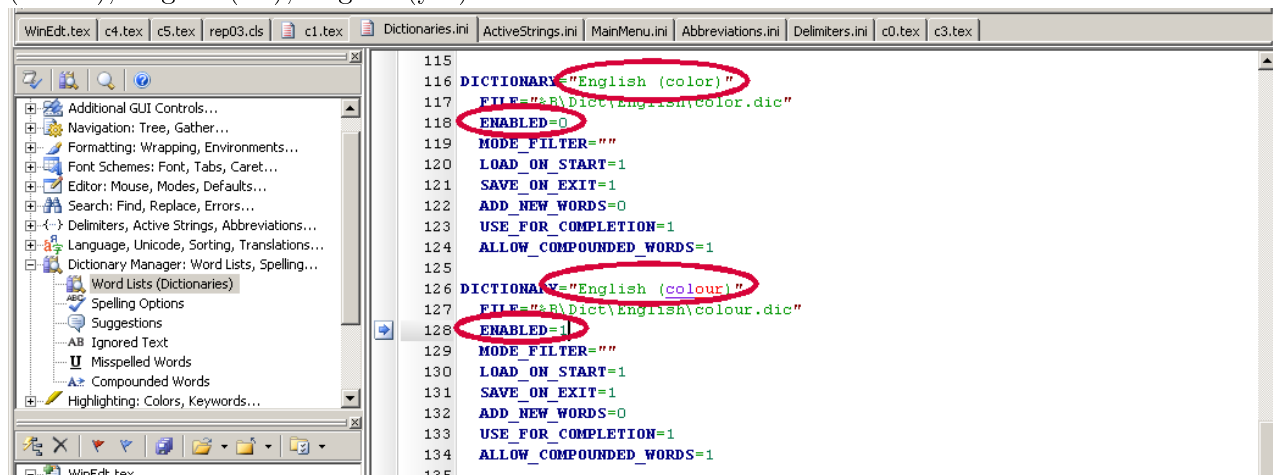 WinEdt.tex c4.tex c5.tex rep03.cls c1.tex Dictionaries.ini ActiveStrings.ini MainMenu.ini Abbreviations.ini Delimiters.ini c0.tex c3.tex
Additional GUI Controls...
Navigation: Tree, Gather...
Formatting: Wrapping, Environments...
Font Schemes: Font, Tabs, Caret...
Editor: Mouse, Modes, Defaults...
Search: Find, Replace, Errors...
Delimiters, Active Strings, Abbreviations...
Language, Unicode, Sorting, Translations...
Dictionary Manager: Word Lists, Spelling...
Word Lists (Dictionaries)
Spelling Options
Suggestions
AB Ignored Text
U Misspelled Words
Compounded Words
Highlighting: Colors, Keywords...
WinEdt.tex
115
116 DICTIONARY="English (color)"
117 FILE="%B\Dict\English\color.dic"
118 ENABLED=0
119 MODE_FILTER=""
120 LOAD_ON_START=1
121 SAVE_ON_EXIT=1
122 ADD_NEW_WORDS=0
123 USE_FOR_COMPLETION=1
124 ALLOW_COMPOUNDED_WORDS=1
125
126 DICTIONARY="English (colour)"
127 FILE="%B\Dict\English\colour.dic"
128 ENABLED=1
129 MODE_FILTER=""
130 LOAD_ON_START=1
131 SAVE_ON_EXIT=1
132 ADD_NEW_WORDS=0
133 USE_FOR_COMPLETION=1
134 ALLOW_COMPOUNDED_WORDS=1
135